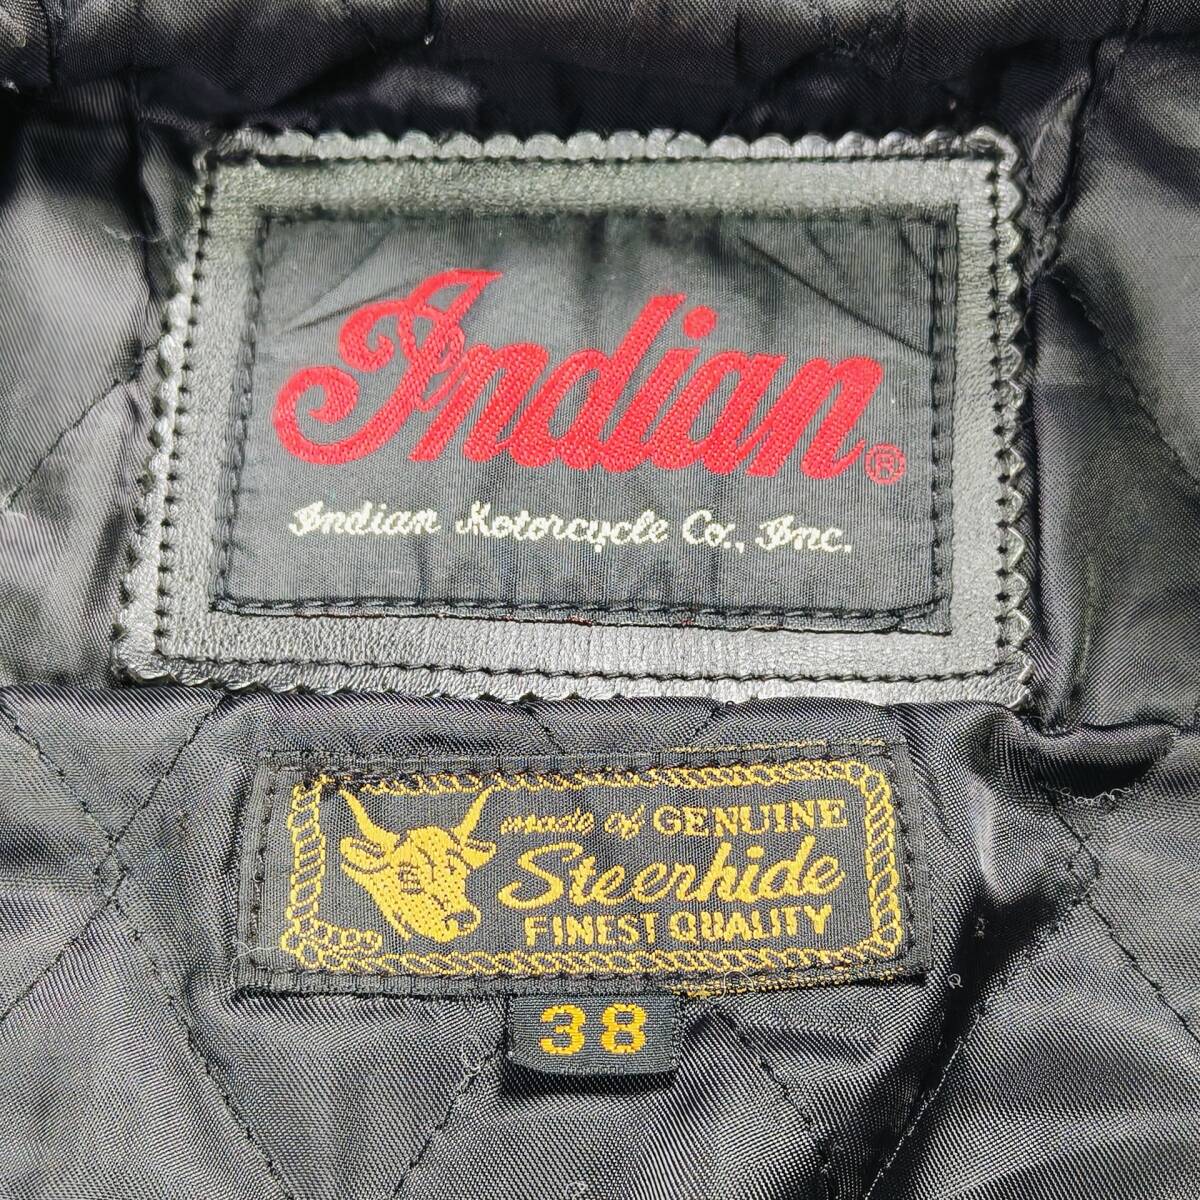 Indian®
Indian Motorcycle Co., Inc.
made of GENUINE
Steerhide
FINEST QUALITY
38